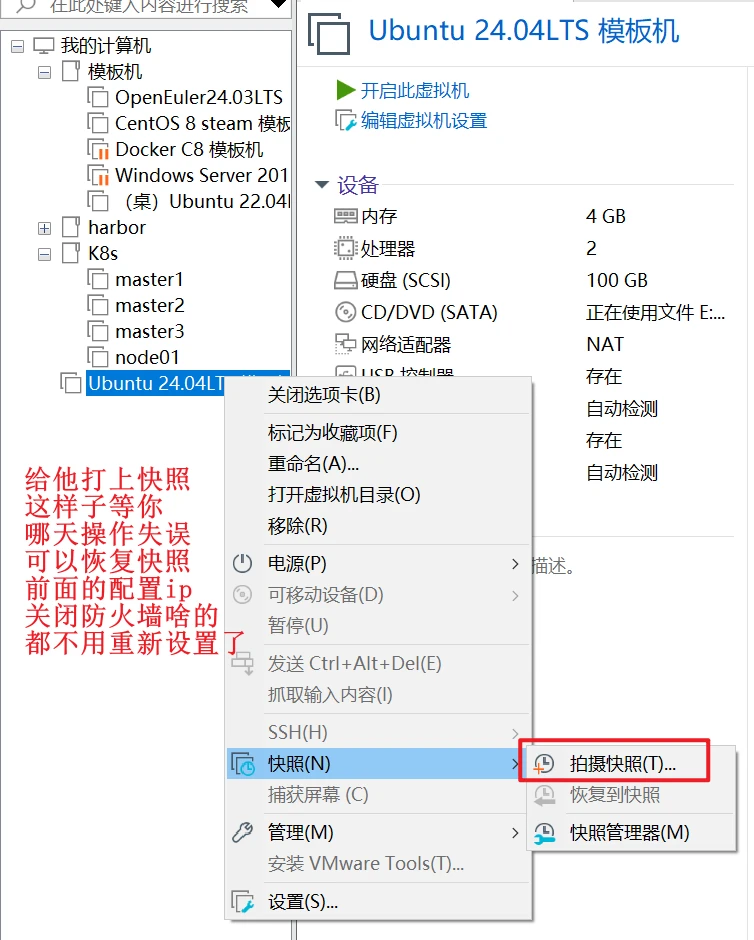 在此处键入内容进行搜索
我的计算机
模板机
OpenEuler24.03LTS
CentOS 8 steam 模板
Docker C8 模板机
Windows Server 201
（桌）Ubuntu 22.04l
harbor
K8s
master1
master2
master3
node01
Ubuntu 24.04LT
给他打上快照
这样子等你
哪天操作失误
可以恢复快照
前面的配置ip
关闭防火墙啥的
都不用重新设置了
Ubuntu 24.04LTS 模板机
开启此虚拟机
编辑虚拟机设置
设备
内存 4 GB
处理器 2
硬盘 (SCSI) 100 GB
CD/DVD (SATA) 正在使用文件 E:...
网络适配器 NAT
USB 控制器 存在
自动检测
存在
自动检测
描述。
关闭选项卡(B)
标记为收藏项(F)
重命名(A)...
打开虚拟机目录(O)
移除(R)
电源(P)
可移动设备(D)
暂停(U)
发送 Ctrl+Alt+Del(E)
抓取输入内容(I)
SSH(H)
快照(N)
捕获屏幕 (C)
管理(M)
安装 VMware Tools(T)...
设置(S)...
拍摄快照(T)...
恢复到快照
快照管理器(M)